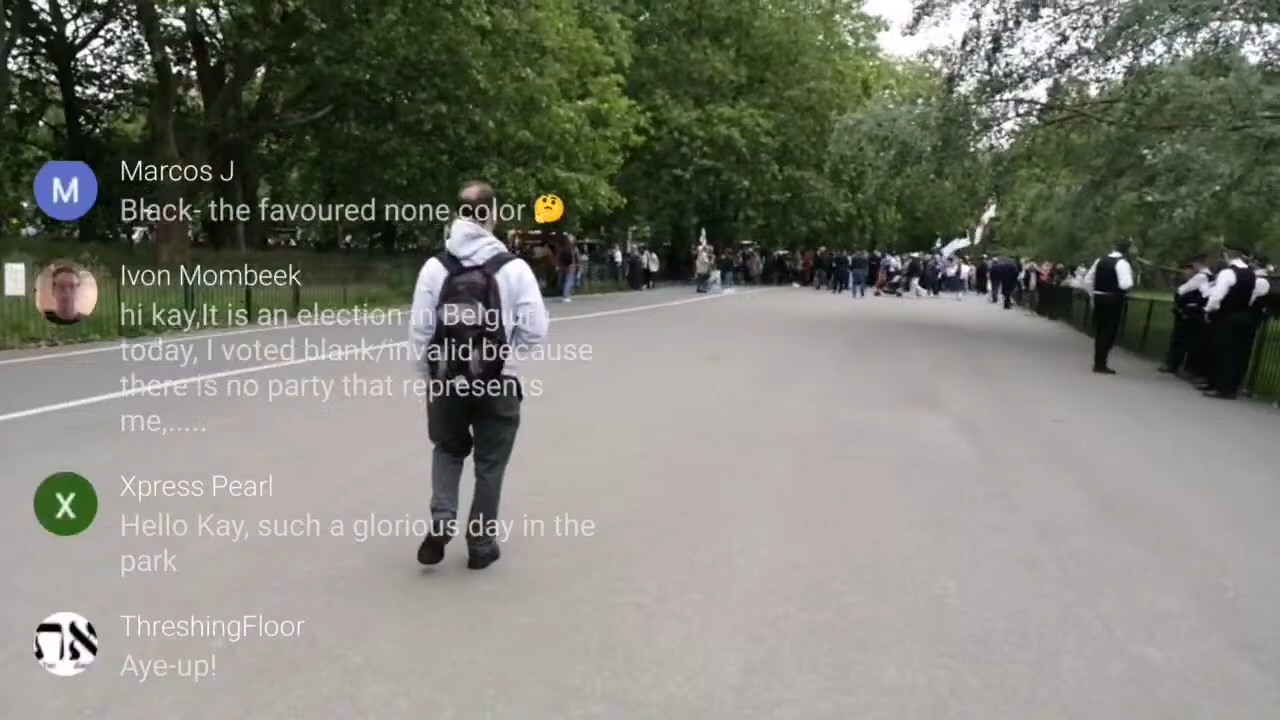 Marcos J
Black- the favoured none color 🤔
M
Ivon Mombeek
hi kay,It is an election in Belgium
today, I voted blank/invalid because
there is no party that represents
me,.....
Xpress Pearl
X
Hello Kay, such a glorious day in the
park
ThreshingFloor
את
Aye-up!